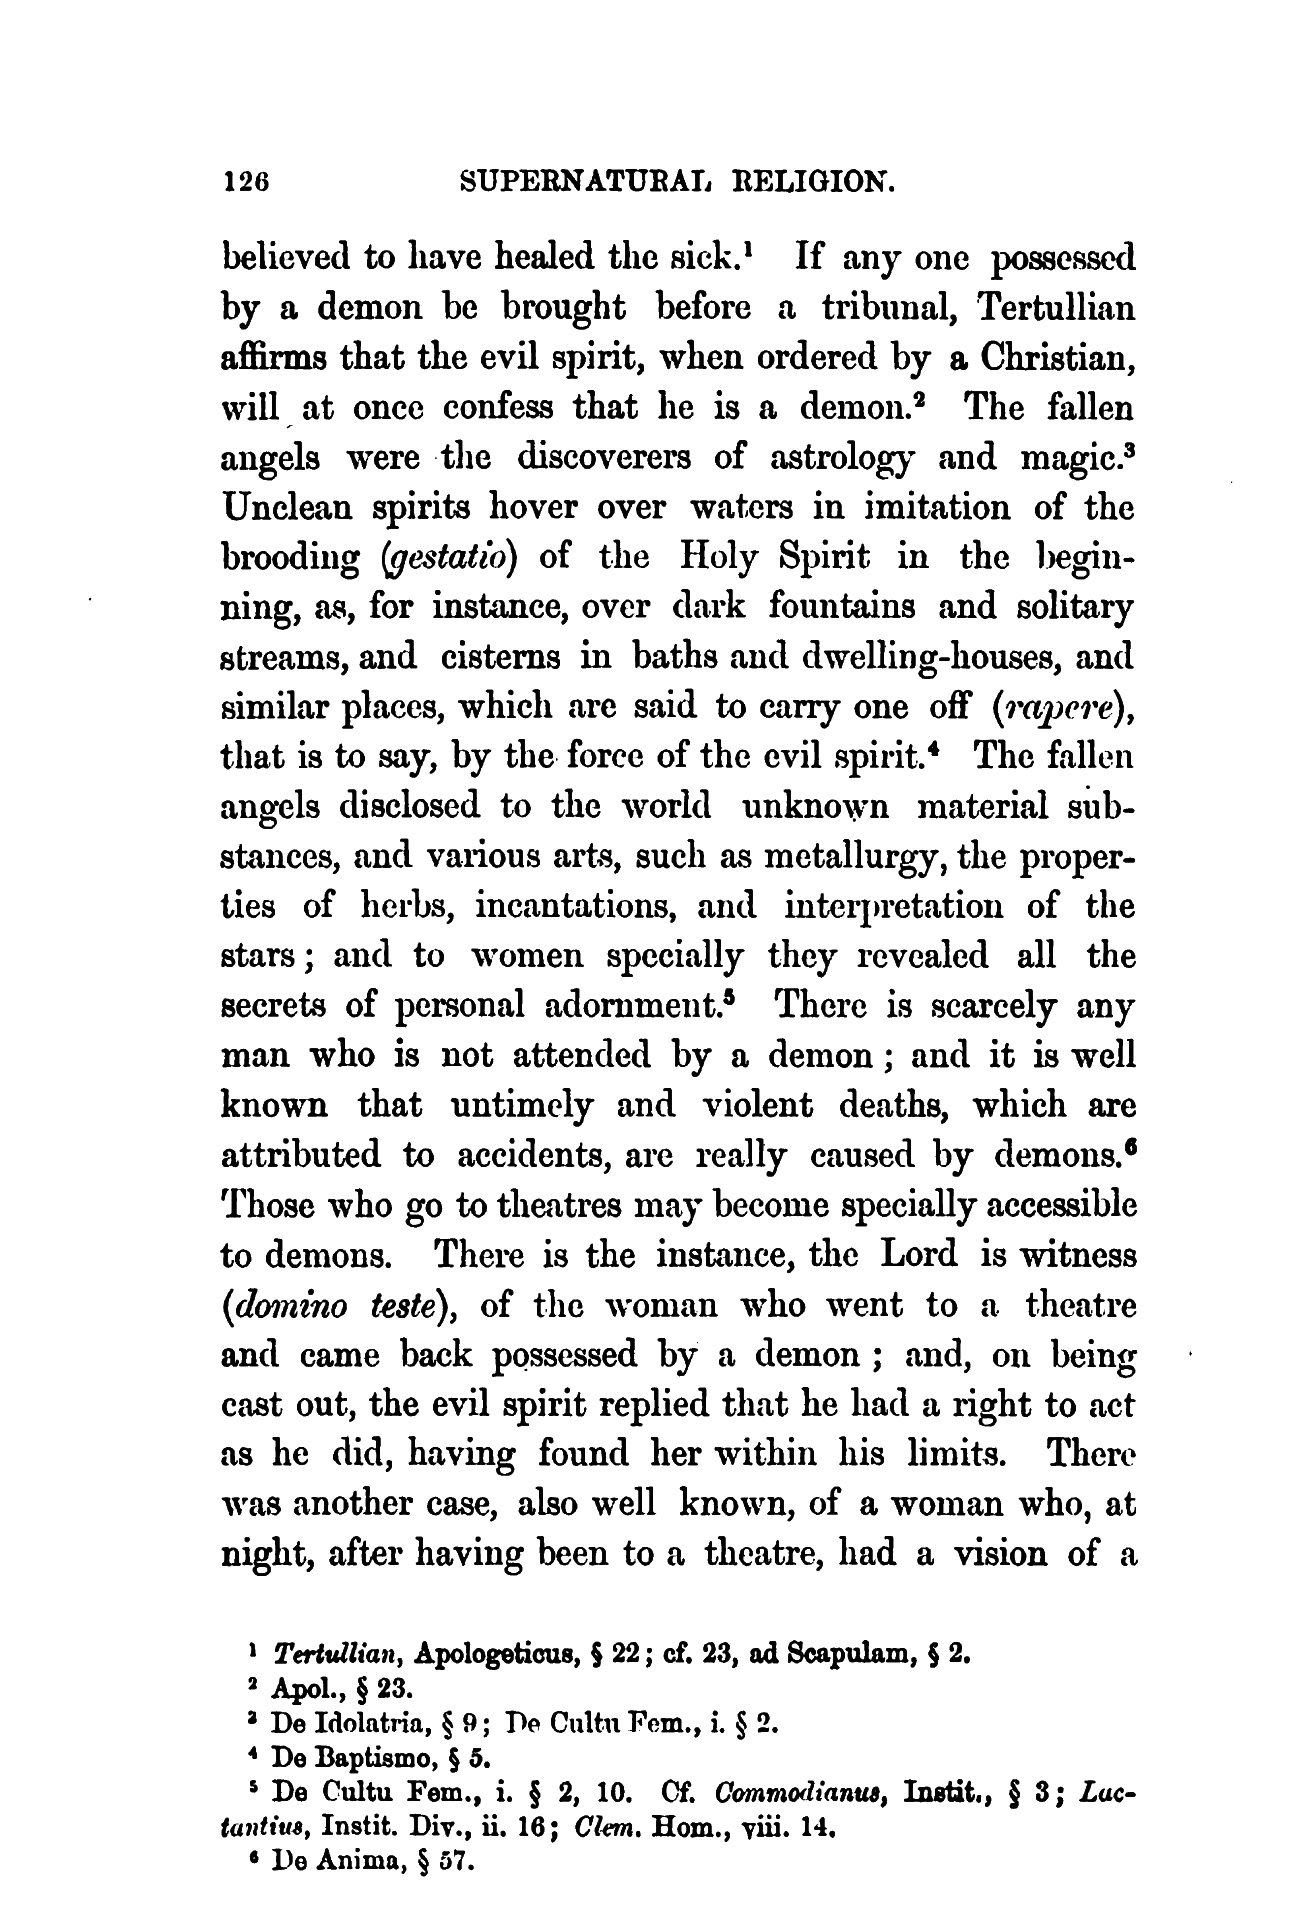 126 SUPERNATURAL RELIGION.
believed to have healed the sick.¹ If any one possessed
by a demon be brought before a tribunal, Tertullian
affirms that the evil spirit, when ordered by a Christian,
will at once confess that he is a demon.² The fallen
angels were the discoverers of astrology and magic.³
Unclean spirits hover over waters in imitation of the
brooding (gestatio) of the Holy Spirit in the begin-
ning, as, for instance, over dark fountains and solitary
streams, and cisterns in baths and dwelling-houses, and
similar places, which are said to carry one off (rapere),
that is to say, by the force of the evil spirit.⁴ The fallen
angels disclosed to the world unknown material sub-
stances, and various arts, such as metallurgy, the proper-
ties of herbs, incantations, and interpretation of the
stars; and to women specially they revealed all the
secrets of personal adornment.⁵ There is scarcely any
man who is not attended by a demon; and it is well
known that untimely and violent deaths, which are
attributed to accidents, are really caused by demons.⁶
Those who go to theatres may become specially accessible
to demons. There is the instance, the Lord is witness
(domino teste), of the woman who went to a theatre
and came back possessed by a demon; and, on being
cast out, the evil spirit replied that he had a right to act
as he did, having found her within his limits. There
was another case, also well known, of a woman who, at
night, after having been to a theatre, had a vision of a
¹ Tertullian, Apologeticus, § 22; cf. 23, ad Scapulam, § 2.
² Apol., § 23.
³ De Idolatria, § 9; De Cultu Fem., i. § 2.
⁴ De Baptismo, § 5.
⁵ De Cultu Fem., i. § 2, 10. Cf. Commodianus, Instit., § 3; Lac-
tantius, Instit. Div., ii. 16; Clem. Hom., viii. 14.
⁶ De Anima, § 57.